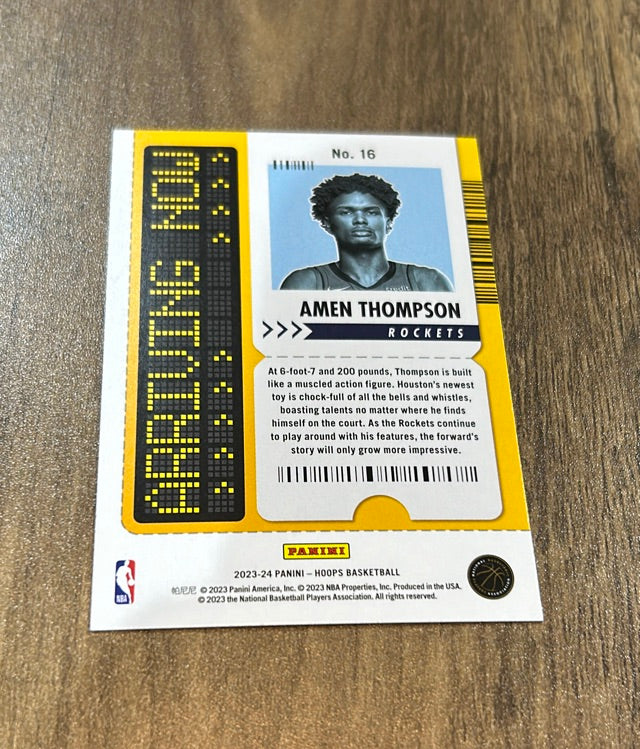 ARRIVING NOW
No. 16
credit
AMEN THOMPSON
ROCKETS
At 6-foot-7 and 200 pounds, Thompson is built
like a muscled action figure. Houston's newest
toy is chock-full of all the bells and whistles,
boasting talents no matter where he finds
himself on the court. As the Rockets continue
to play around with his features, the forward's
story will only grow more impressive.
PANINI
2023-24 PANINI – HOOPS BASKETBALL
帕尼尼 © 2023 Panini America, Inc. © 2023 NBA Properties, Inc. Produced in the USA.
© 2023 the National Basketball Players Association. All rights reserved.
NBA